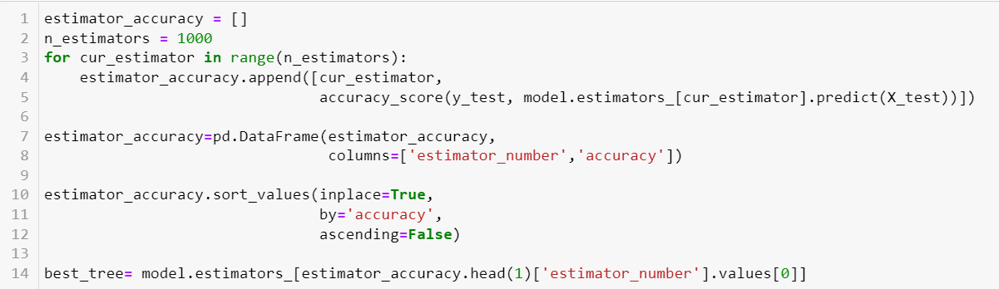 1 estimator_accuracy = []
2 n_estimators = 1000
3 for cur_estimator in range(n_estimators):
4     estimator_accuracy.append([cur_estimator,
5                                accuracy_score(y_test, model.estimators_[cur_estimator].predict(X_test))])
6
7 estimator_accuracy=pd.DataFrame(estimator_accuracy,
8                                 columns=['estimator_number','accuracy'])
9
10 estimator_accuracy.sort_values(inplace=True,
11                                by='accuracy',
12                                ascending=False)
13
14 best_tree= model.estimators_[estimator_accuracy.head(1)['estimator_number'].values[0]]